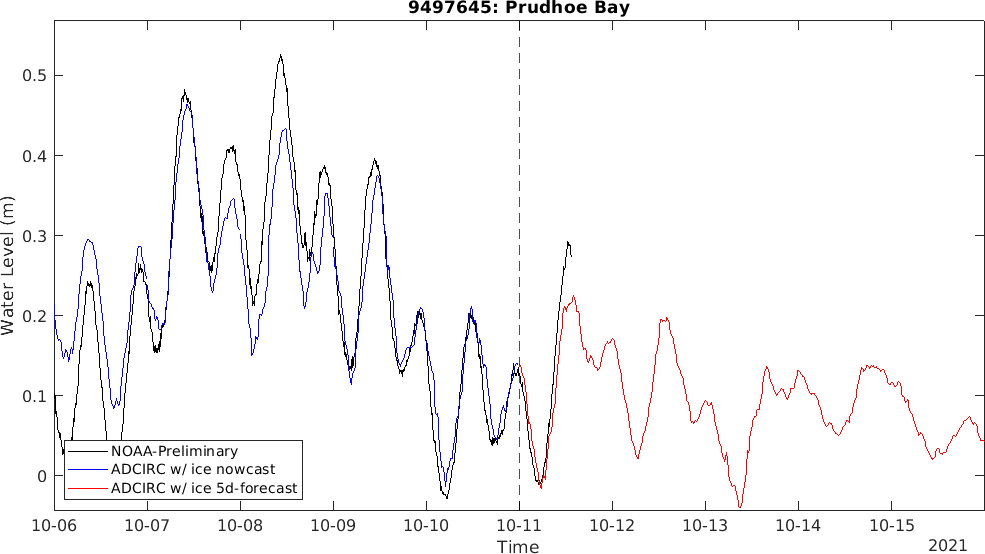 9497645: Prudhoe Bay
Water Level (m)
0.5
0.4
0.3
0.2
0.1
0
NOAA-Preliminary
ADCIRC w/ ice nowcast
ADCIRC w/ ice 5d-forecast
10-06 10-07 10-08 10-09 10-10 10-11 10-12 10-13 10-14 10-15
Time
2021